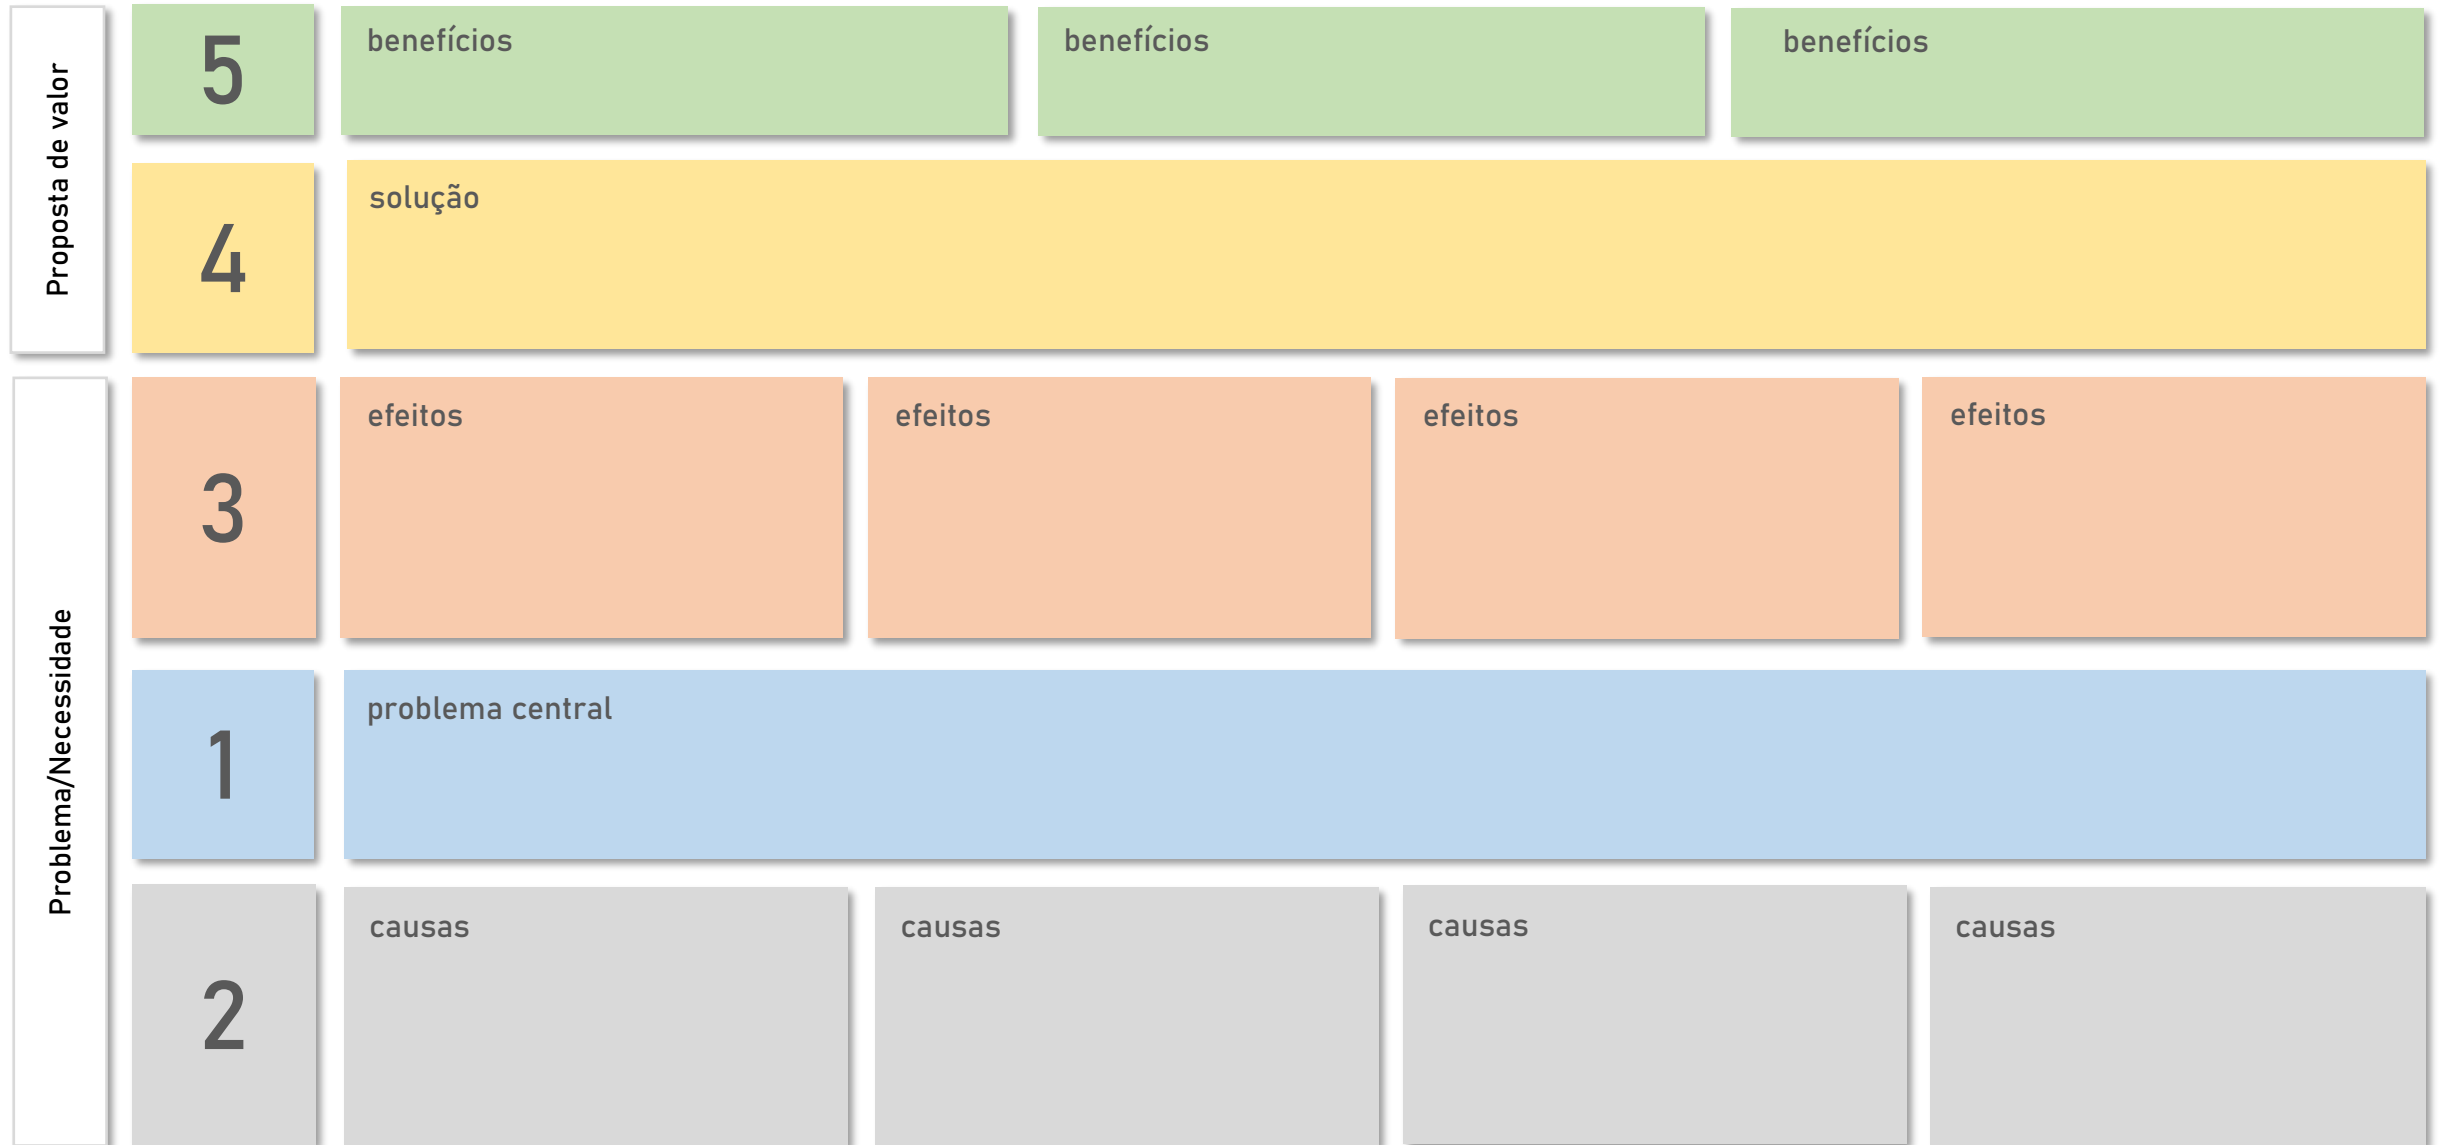 Proposta de valor
5
benefícios
benefícios
benefícios
4
solução
Problema/Necessidade
3
efeitos
efeitos
efeitos
efeitos
1
problema central
2
causas
causas
causas
causas